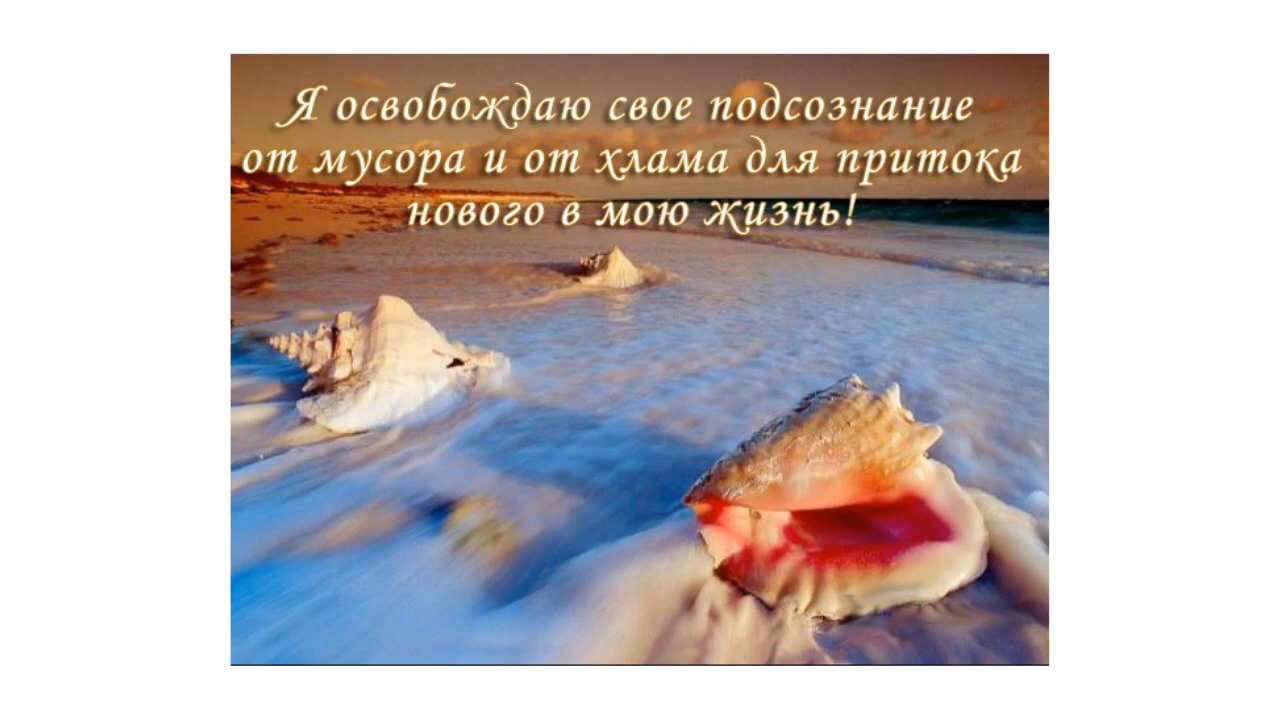 Я освобождаю свое подсознание
от мусора и от хлама для притока
нового в мою жизнь!